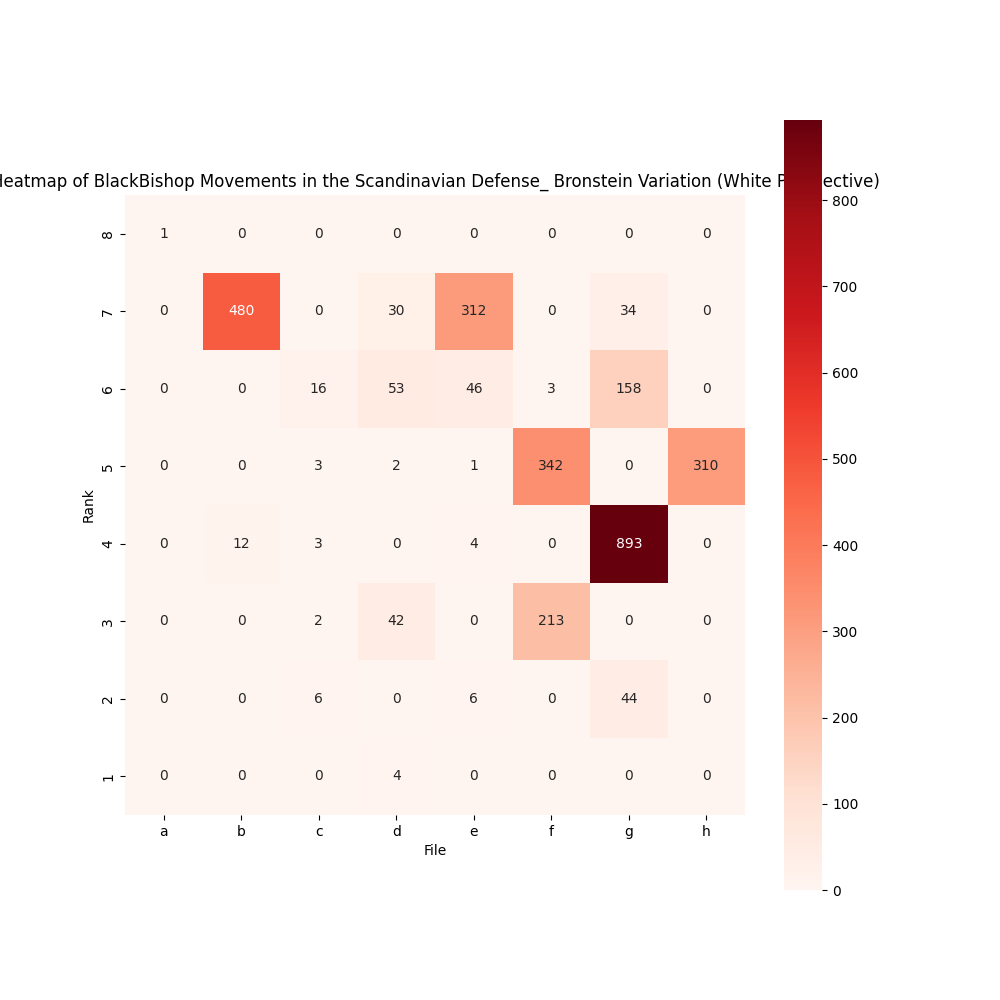 Heatmap of BlackBishop Movements in the Scandinavian Defense_ Bronstein Variation (White Perspective)
8 1 0 0 0 0 0 0 0
7 0 480 0 30 312 0 34 0
6 0 0 16 53 46 3 158 0
5 0 0 3 2 1 342 0 310
4 0 12 3 0 4 0 893 0
3 0 0 2 42 0 213 0 0
2 0 0 6 0 6 0 44 0
1 0 0 0 4 0 0 0 0
a b c d e f g h
File
Rank
800
700
600
500
400
300
200
100
0